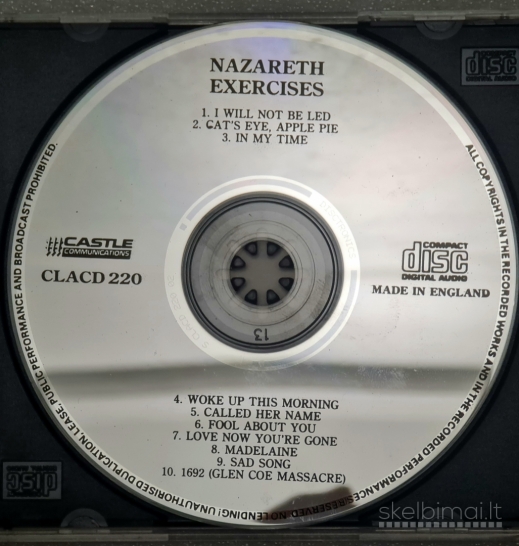 NAZARETH
EXERCISES
1. I WILL NOT BE LED
2. CAT'S EYE, APPLE PIE
3. IN MY TIME
CASTLE
COMMUNICATIONS
CLACD 220
COMPACT
disc
DIGITAL AUDIO
MADE IN ENGLAND
13
4. WOKE UP THIS MORNING
5. CALLED HER NAME
6. FOOL ABOUT YOU
7. LOVE NOW YOU'RE GONE
8. MADELAINE
9. SAD SONG
10. 1692 (GLEN COE MASSACRE)
ALL COPYRIGHTS IN THE RECORDED WORKS AND IN THE RECORDED PERFORMANCES RESERVED. NO LENDING! UNAUTHORISED DUPLICATION, LEASE, PUBLIC PERFORMANCE AND BROADCAST PROHIBITED.
disc
disc
skelbimai.lt